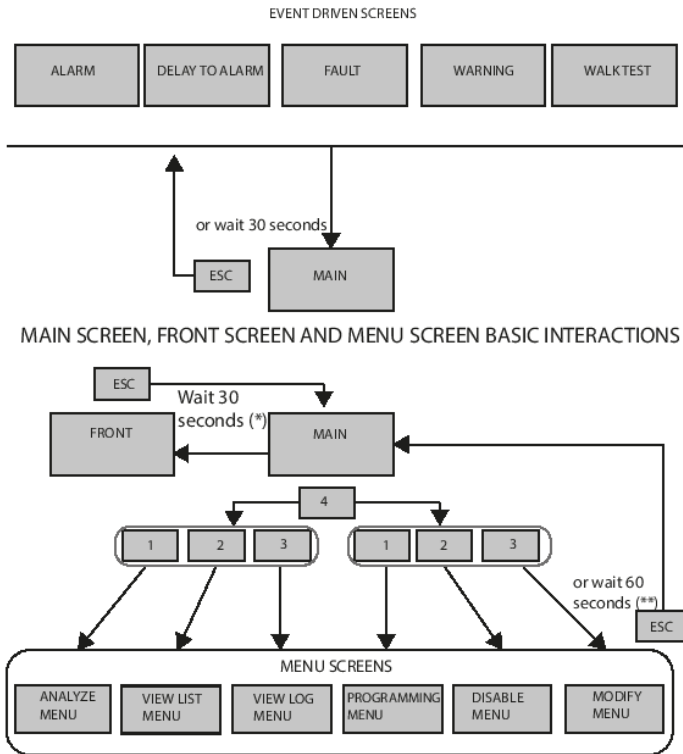 EVENT DRIVEN SCREENS
ALARM
DELAY TO ALARM
FAULT
WARNING
WALK TEST
or wait 30 seconds
ESC
MAIN
MAIN SCREEN, FRONT SCREEN AND MENU SCREEN BASIC INTERACTIONS
ESC
Wait 30
seconds (*)
FRONT
MAIN
4
1
2
3
1
2
3
or wait 60
seconds (**)
ESC
MENU SCREENS
ANALYZE
MENU
VIEW LIST
MENU
VIEW LOG
MENU
PROGRAMMING
MENU
DISABLE
MENU
MODIFY
MENU